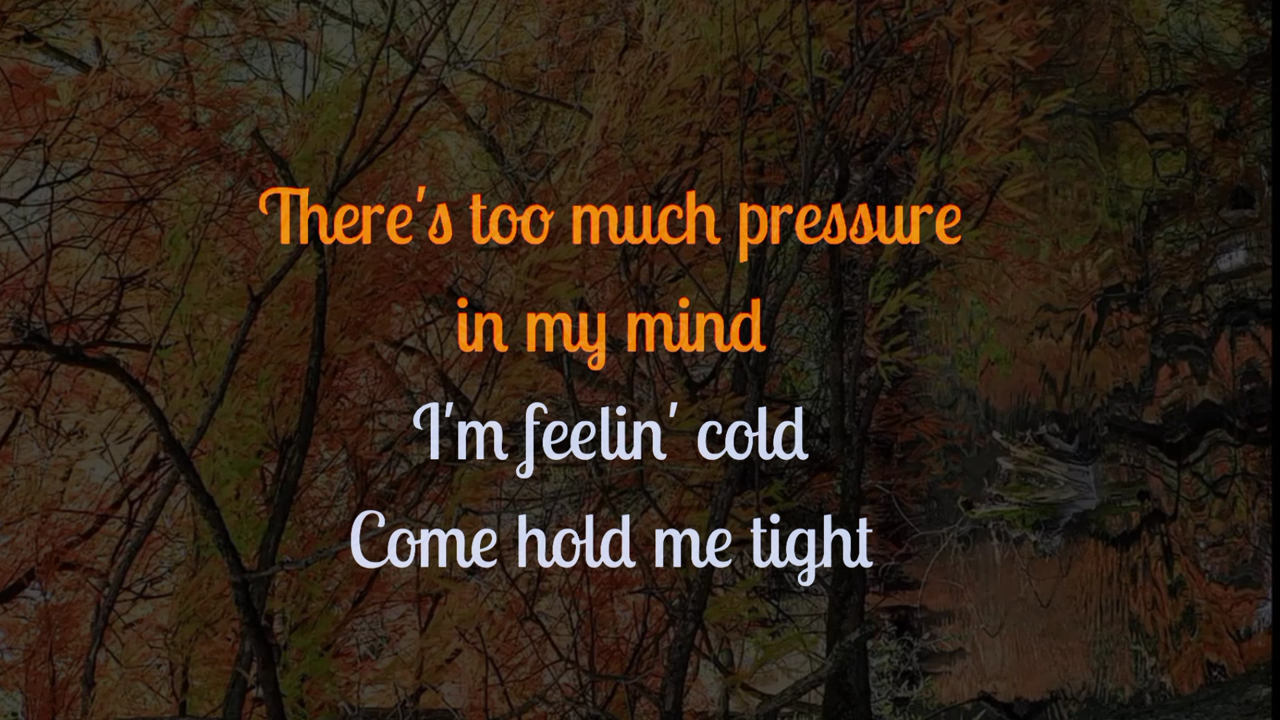 There's too much pressure
in my mind
I'm feelin' cold
Come hold me tight